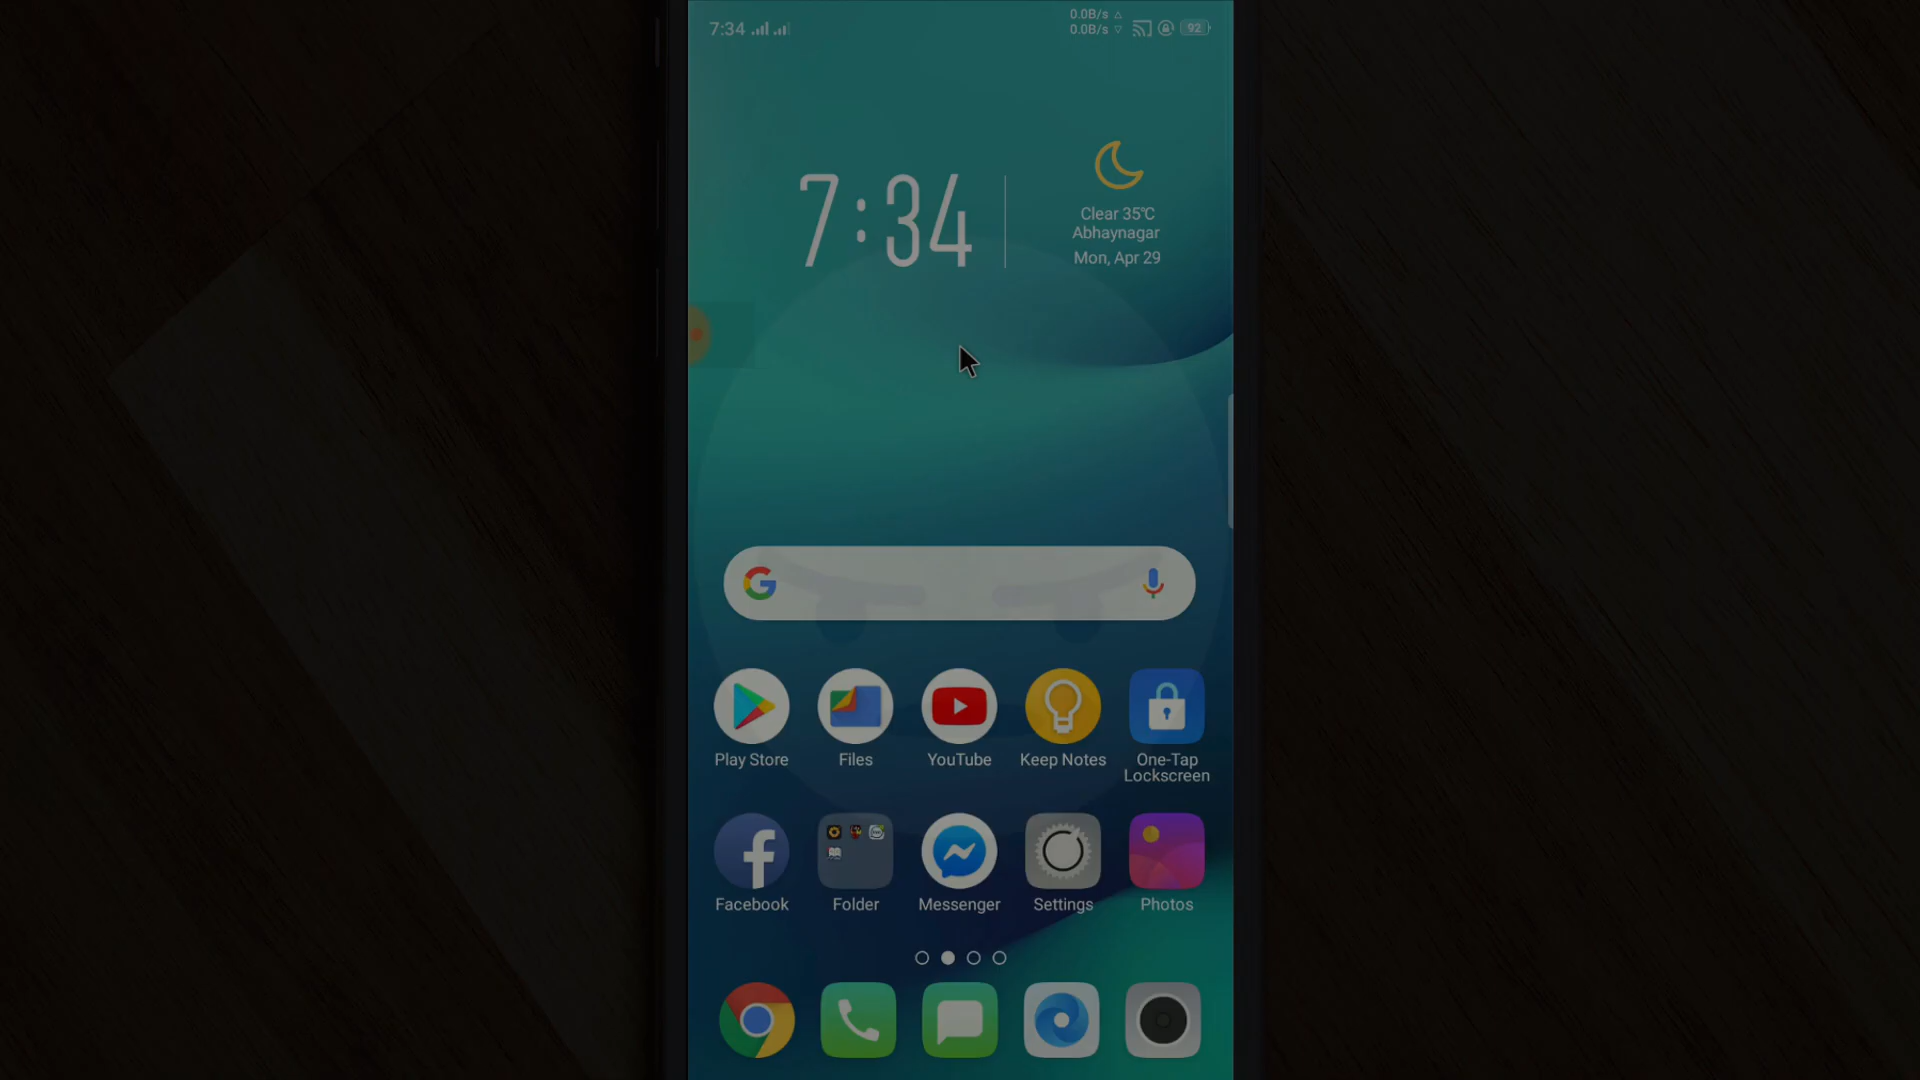 7:34
0.0B/s
0.0B/s
92
7:34
Clear 35℃
Abhaynagar
Mon, Apr 29
Play Store
Files
YouTube
Keep Notes
One-Tap
Lockscreen
Facebook
Folder
Messenger
Settings
Photos